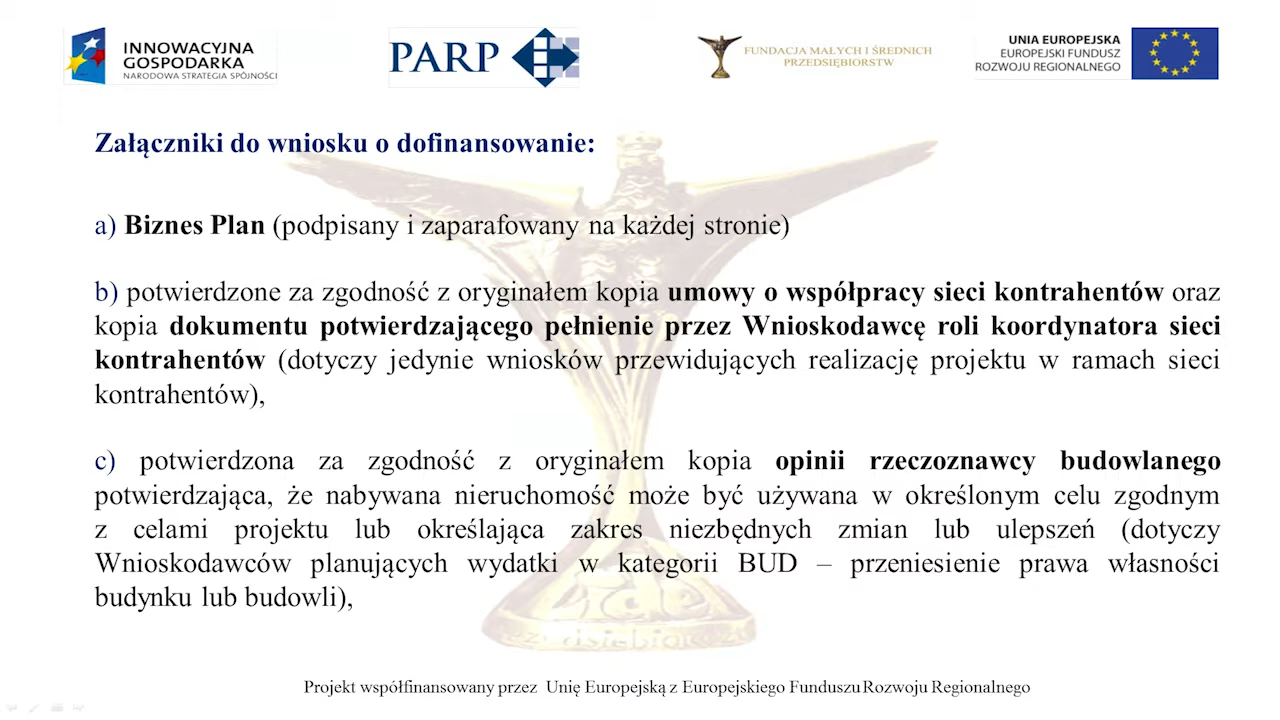 INNOWACYJNA
GOSPODARKA
NARODOWA STRATEGIA SPÓJNOŚCI
PARP
FUNDACJA MAŁYCH I ŚREDNICH
PRZEDSIĘBIORSTW
UNIA EUROPEJSKA
EUROPEJSKI FUNDUSZ
ROZWOJU REGIONALNEGO
Załączniki do wniosku o dofinansowanie:
a) Biznes Plan (podpisany i zaparafowany na każdej stronie)
b) potwierdzone za zgodność z oryginałem kopia umowy o współpracy sieci kontrahentów oraz
kopia dokumentu potwierdzającego pełnienie przez Wnioskodawcę roli koordynatora sieci
kontrahentów (dotyczy jedynie wniosków przewidujących realizację projektu w ramach sieci
kontrahentów),
c) potwierdzona za zgodność z oryginałem kopia opinii rzeczoznawcy budowlanego
potwierdzająca, że nabywana nieruchomość może być używana w określonym celu zgodnym
z celami projektu lub określająca zakres niezbędnych zmian lub ulepszeń (dotyczy
Wnioskodawców planujących wydatki w kategorii BUD – przeniesienie prawa własności
budynku lub budowli),
Projekt współfinansowany przez Unię Europejską z Europejskiego Funduszu Rozwoju Regionalnego